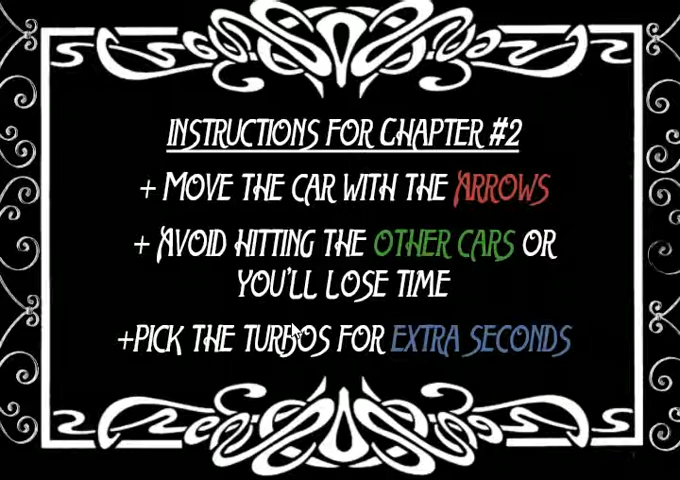 INSTRUCTIONS FOR CHAPTER #2
+ MOVE THE CAR WITH THE ARROWS
+ AVOID HITTING THE OTHER CARS OR
YOU'LL LOSE TIME
+PICK THE TURBOS FOR EXTRA SECONDS